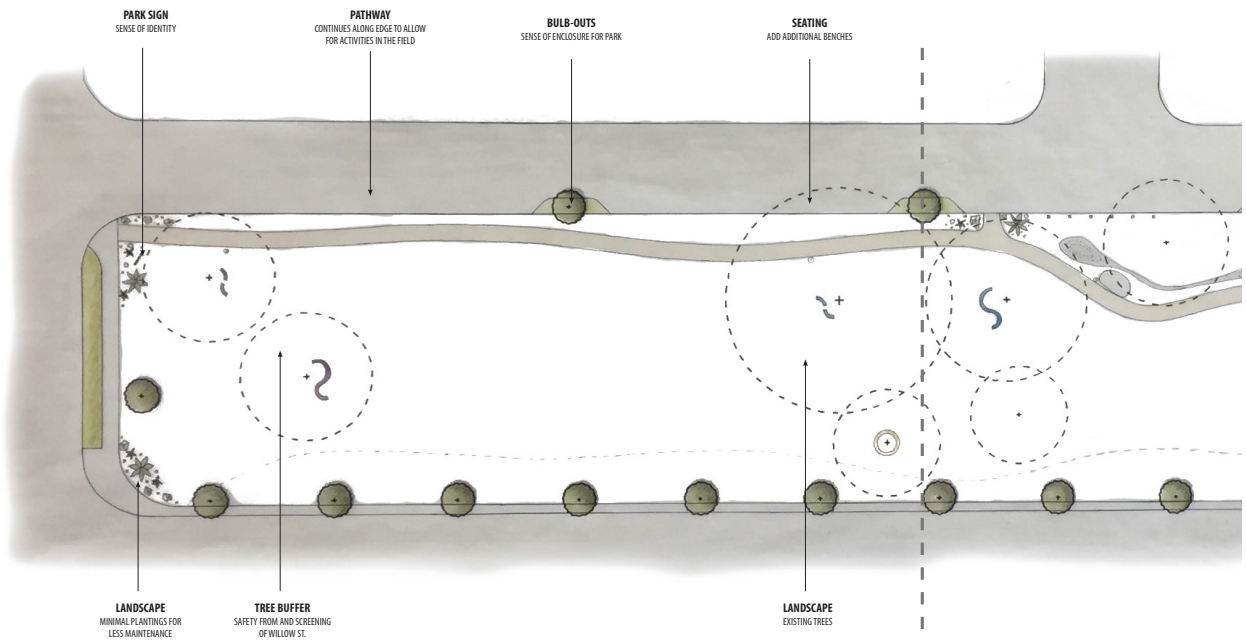 PARK SIGN
SENSE OF IDENTITY
PATHWAY
CONTINUES ALONG EDGE TO ALLOW
FOR ACTIVITIES IN THE FIELD
BULB-OUTS
SENSE OF ENCLOSURE FOR PARK
SEATING
ADD ADDITIONAL BENCHES
LANDSCAPE
MINIMAL PLANTINGS FOR
LESS MAINTENANCE
TREE BUFFER
SAFETY FROM AND SCREENING
OF WILLOW ST.
LANDSCAPE
EXISTING TREES